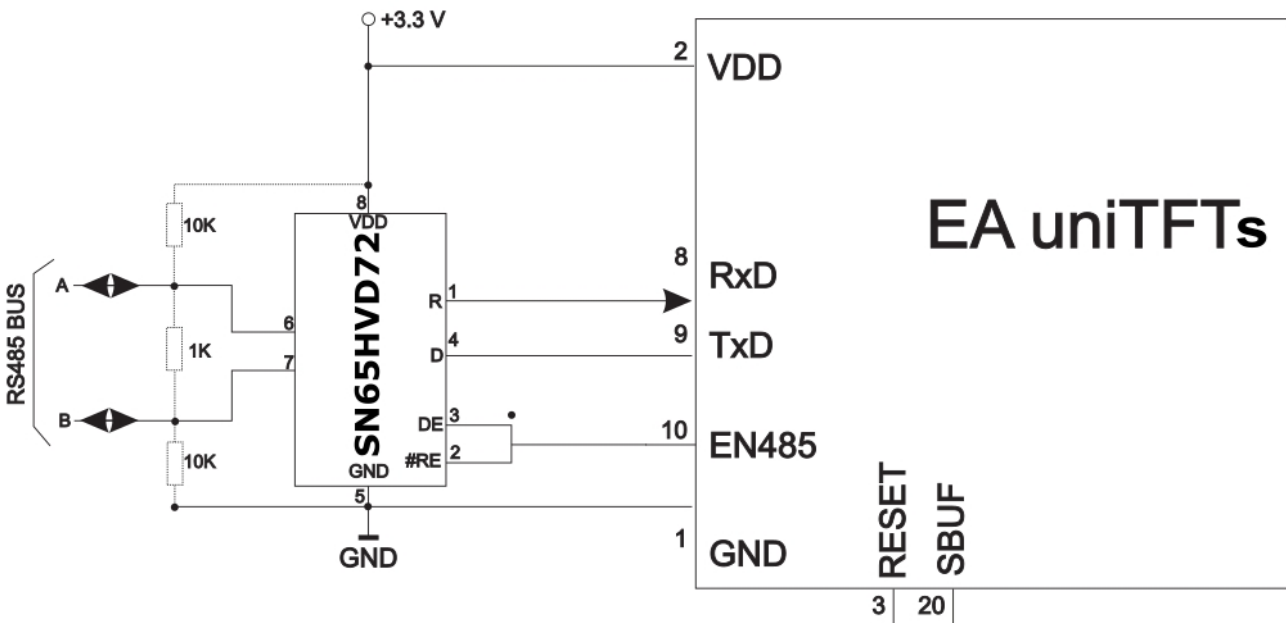 +3.3 V
2
VDD
8
VDD
10K
EA uniTFTs
8
RxD
A
R
1
6
RS485 BUS
1K
SN65HVD72
9
TxD
D
4
7
B
DE
3
10
EN485
10K
#RE
2
GND
5
RESET
SBUF
1
GND
GND
3
20